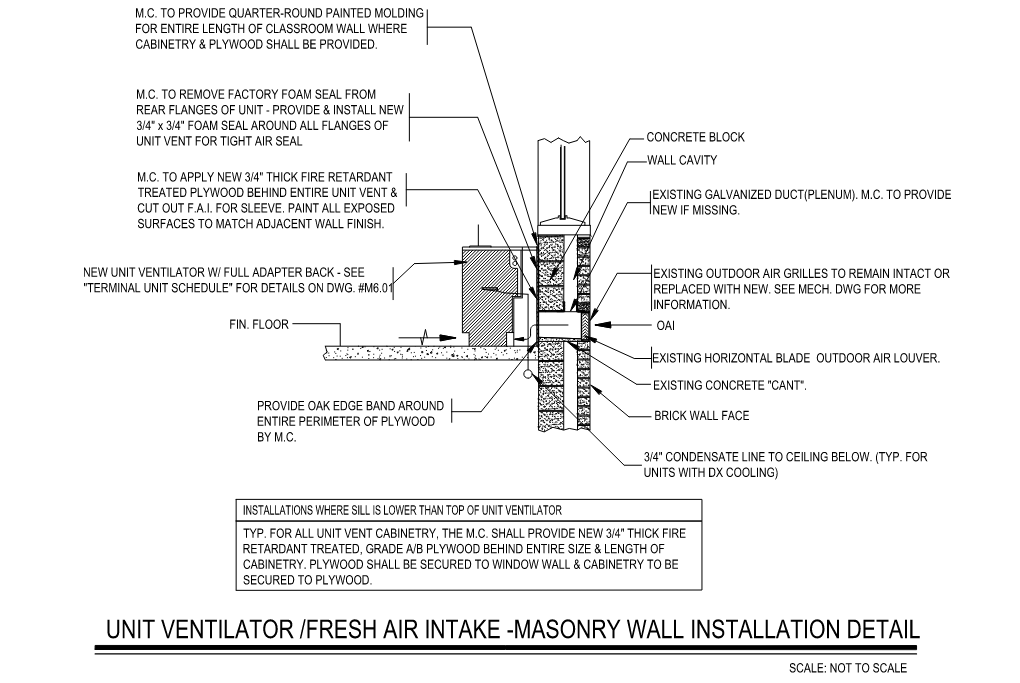 M.C. TO PROVIDE QUARTER-ROUND PAINTED MOLDING
FOR ENTIRE LENGTH OF CLASSROOM WALL WHERE
CABINETRY & PLYWOOD SHALL BE PROVIDED.
M.C. TO REMOVE FACTORY FOAM SEAL FROM
REAR FLANGES OF UNIT - PROVIDE & INSTALL NEW
3/4" x 3/4" FOAM SEAL AROUND ALL FLANGES OF
UNIT VENT FOR TIGHT AIR SEAL
M.C. TO APPLY NEW 3/4" THICK FIRE RETARDANT
TREATED PLYWOOD BEHIND ENTIRE UNIT VENT &
CUT OUT F.A.I. FOR SLEEVE. PAINT ALL EXPOSED
SURFACES TO MATCH ADJACENT WALL FINISH.
NEW UNIT VENTILATOR W/ FULL ADAPTER BACK - SEE
"TERMINAL UNIT SCHEDULE" FOR DETAILS ON DWG. #M6.01
FIN. FLOOR
PROVIDE OAK EDGE BAND AROUND
ENTIRE PERIMETER OF PLYWOOD
BY M.C.
CONCRETE BLOCK
WALL CAVITY
EXISTING GALVANIZED DUCT(PLENUM). M.C. TO PROVIDE
NEW IF MISSING.
EXISTING OUTDOOR AIR GRILLES TO REMAIN INTACT OR
REPLACED WITH NEW. SEE MECH. DWG FOR MORE
INFORMATION.
OAI
EXISTING HORIZONTAL BLADE OUTDOOR AIR LOUVER.
EXISTING CONCRETE "CANT".
BRICK WALL FACE
3/4" CONDENSATE LINE TO CEILING BELOW. (TYP. FOR
UNITS WITH DX COOLING)
INSTALLATIONS WHERE SILL IS LOWER THAN TOP OF UNIT VENTILATOR
TYP. FOR ALL UNIT VENT CABINETRY, THE M.C. SHALL PROVIDE NEW 3/4" THICK FIRE
RETARDANT TREATED, GRADE A/B PLYWOOD BEHIND ENTIRE SIZE & LENGTH OF
CABINETRY. PLYWOOD SHALL BE SECURED TO WINDOW WALL & CABINETRY TO BE
SECURED TO PLYWOOD.
UNIT VENTILATOR /FRESH AIR INTAKE -MASONRY WALL INSTALLATION DETAIL
SCALE: NOT TO SCALE